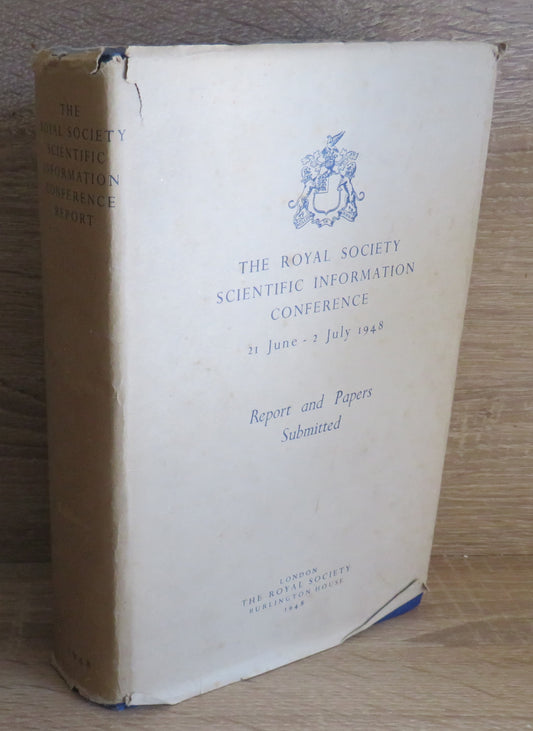 THE
ROYAL SOCIETY
SCIENTIFIC
INFORMATION
CONFERENCE
REPORT
THE ROYAL SOCIETY
SCIENTIFIC INFORMATION
CONFERENCE
21 June - 2 July 1948
Report and Papers
Submitted
LONDON
THE ROYAL SOCIETY
BURLINGTON HOUSE
1948